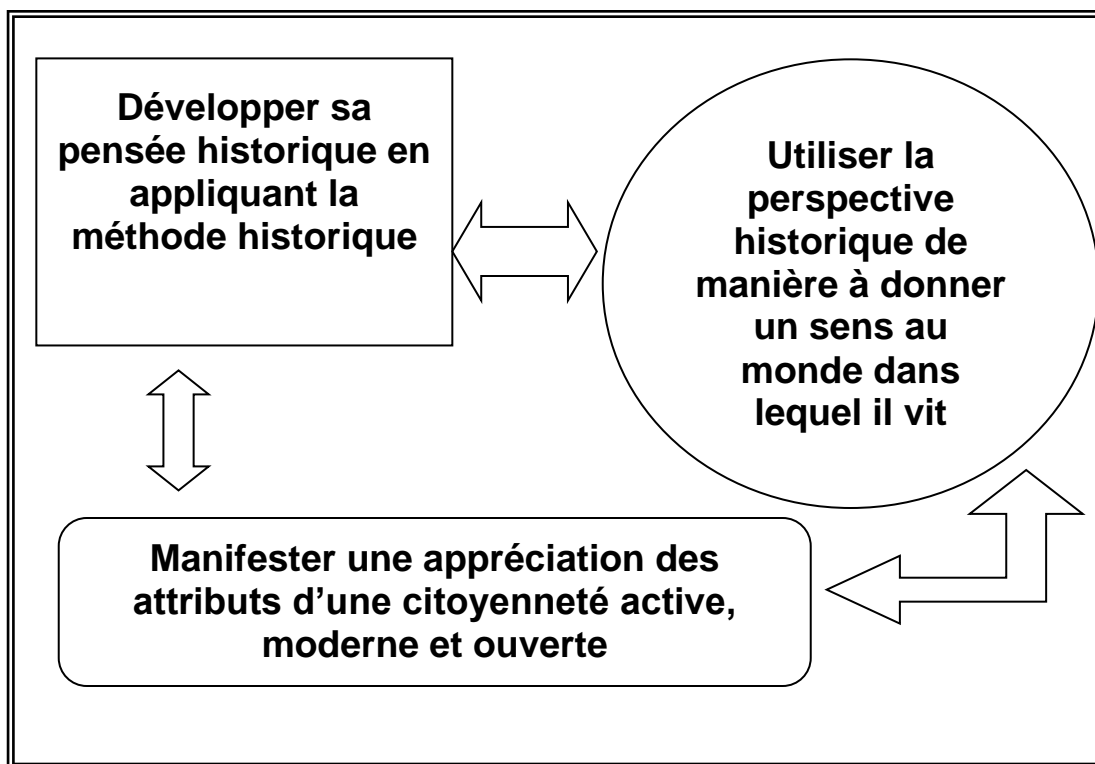 Développer sa
pensée historique en
appliquant la
méthode historique
Utiliser la
perspective
historique de
manière à donner
un sens au
monde dans
lequel il vit
Manifester une appréciation des
attributs d’une citoyenneté active,
moderne et ouverte